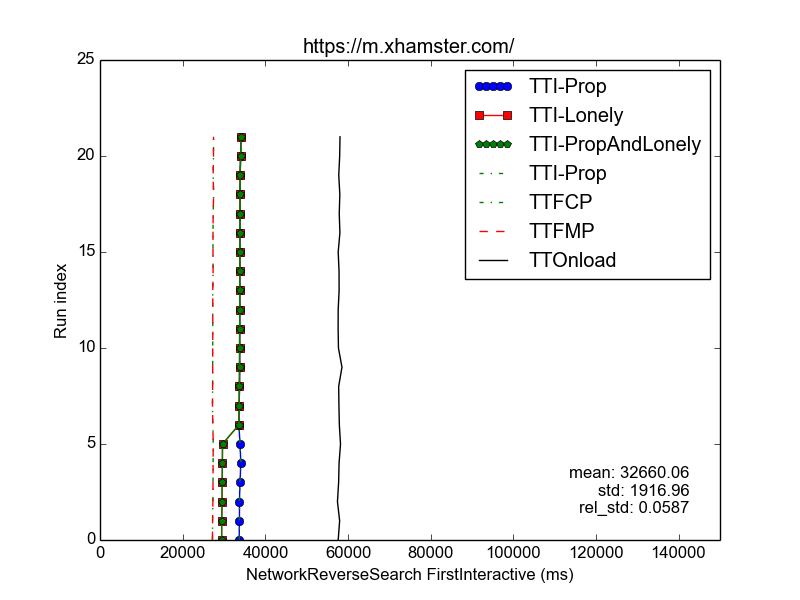 https://m.xhamster.com/
25
20
15
10
5
0
Run index
0 20000 40000 60000 80000 100000 120000 140000
NetworkReverseSearch FirstInteractive (ms)
TTI-Prop
TTI-Lonely
TTI-PropAndLonely
TTI-Prop
TTFCP
TTFMP
TTOnload
mean: 32660.06
std: 1916.96
rel_std: 0.0587